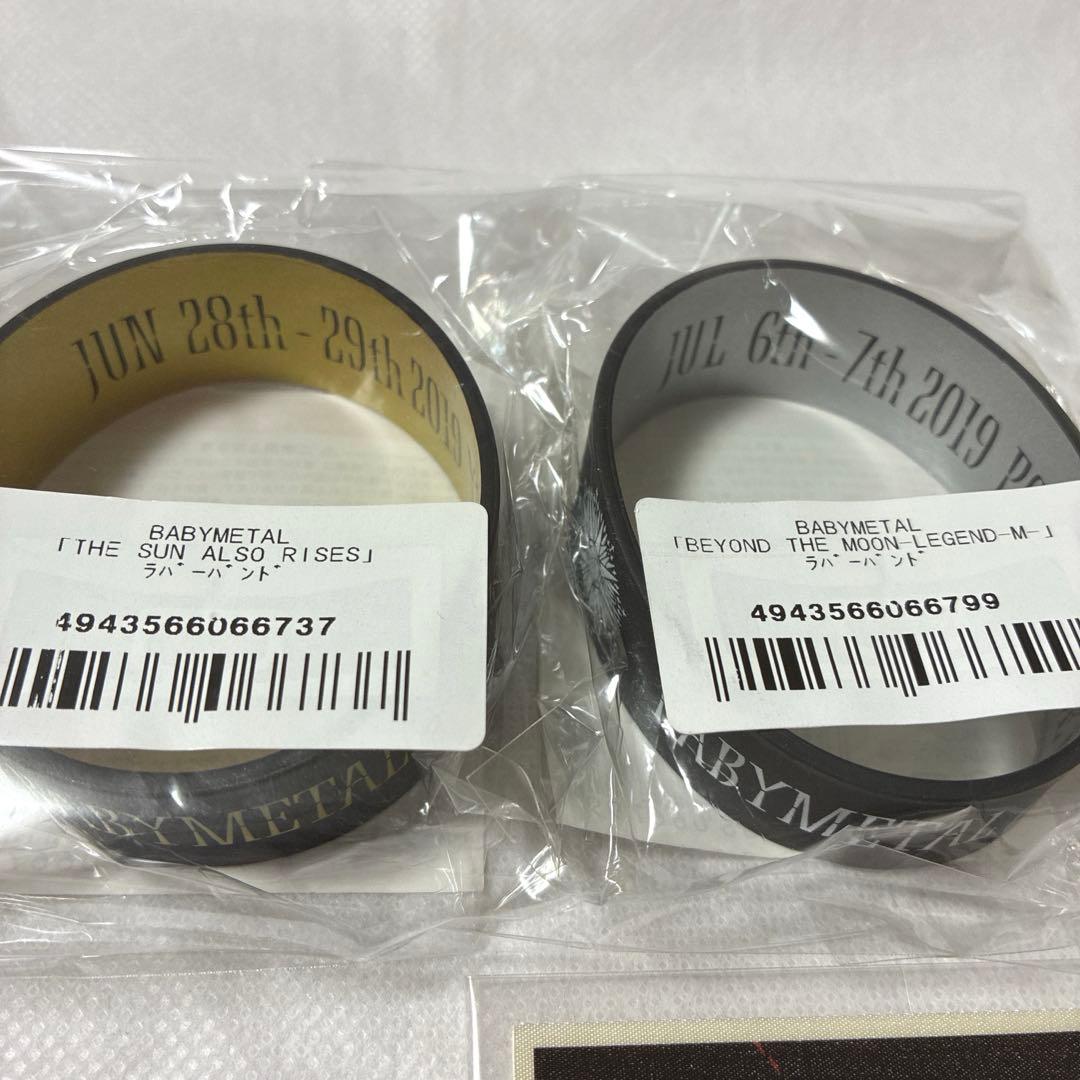 JUN 28th - 29th 2019
BABYMETAL
「THE SUN ALSO RISES」
ﾗﾊﾞｰﾊﾞﾝﾄﾞ
4943566066737
BABYMETAL
JUL 6th - 7th 2019
BABYMETAL
「BEYOND THE MOON-LEGEND-M-」
ﾗﾊﾞｰﾊﾞﾝﾄﾞ
4943566066799
BABYMETAL